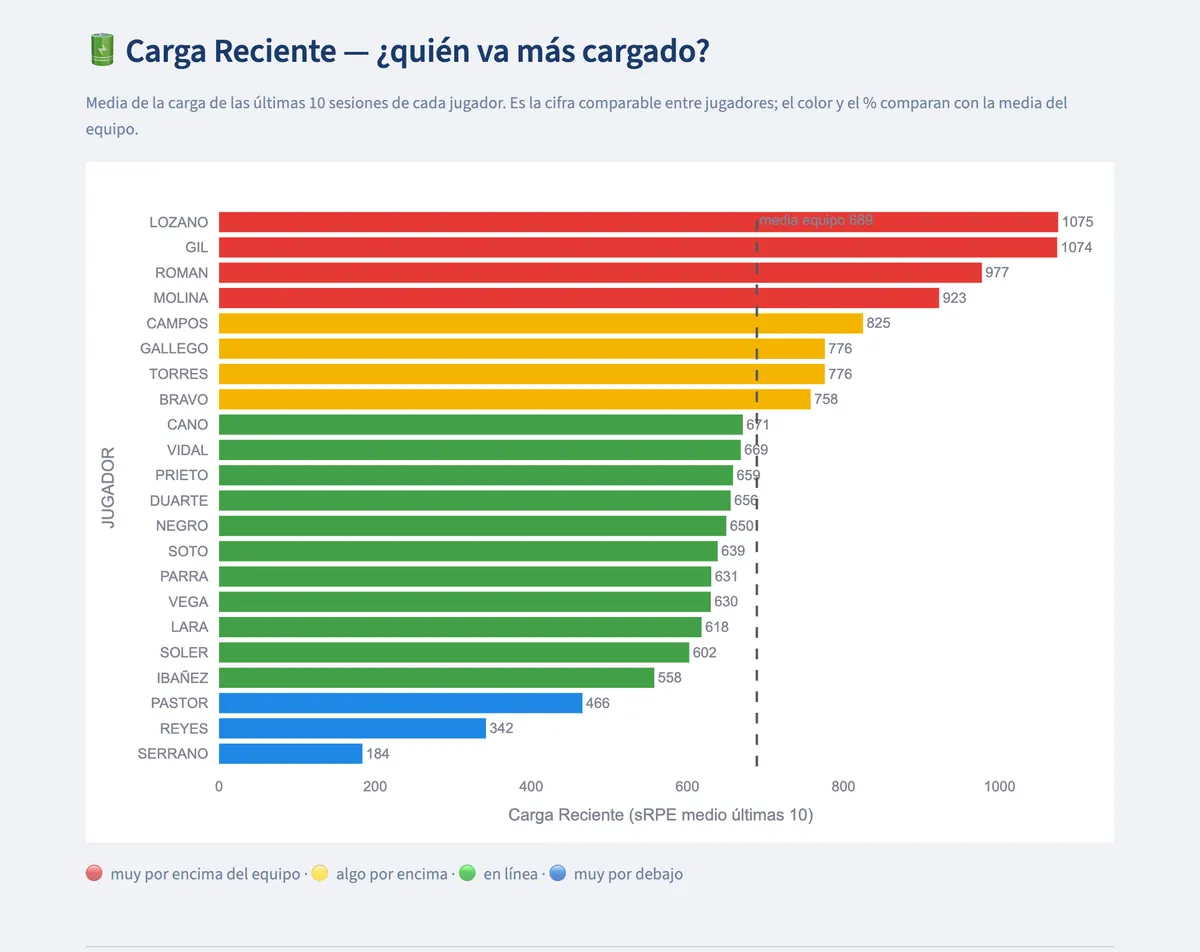 Carga Reciente — ¿quién va más cargado?
Media de la carga de las últimas 10 sesiones de cada jugador. Es la cifra comparable entre jugadores; el color y el % comparan con la media del
equipo.
media equipo 689
LOZANO 1075
GIL 1074
ROMAN 977
MOLINA 923
CAMPOS 825
GALLEGO 776
TORRES 776
BRAVO 758
CANO 671
VIDAL 669
PRIETO 659
DUARTE 656
NEGRO 650
SOTO 639
PARRA 631
VEGA 630
LARA 618
SOLER 602
IBAÑEZ 558
PASTOR 466
REYES 342
SERRANO 184
JUGADOR
0 200 400 600 800 1000
Carga Reciente (sRPE medio últimas 10)
muy por encima del equipo · algo por encima · en línea · muy por debajo